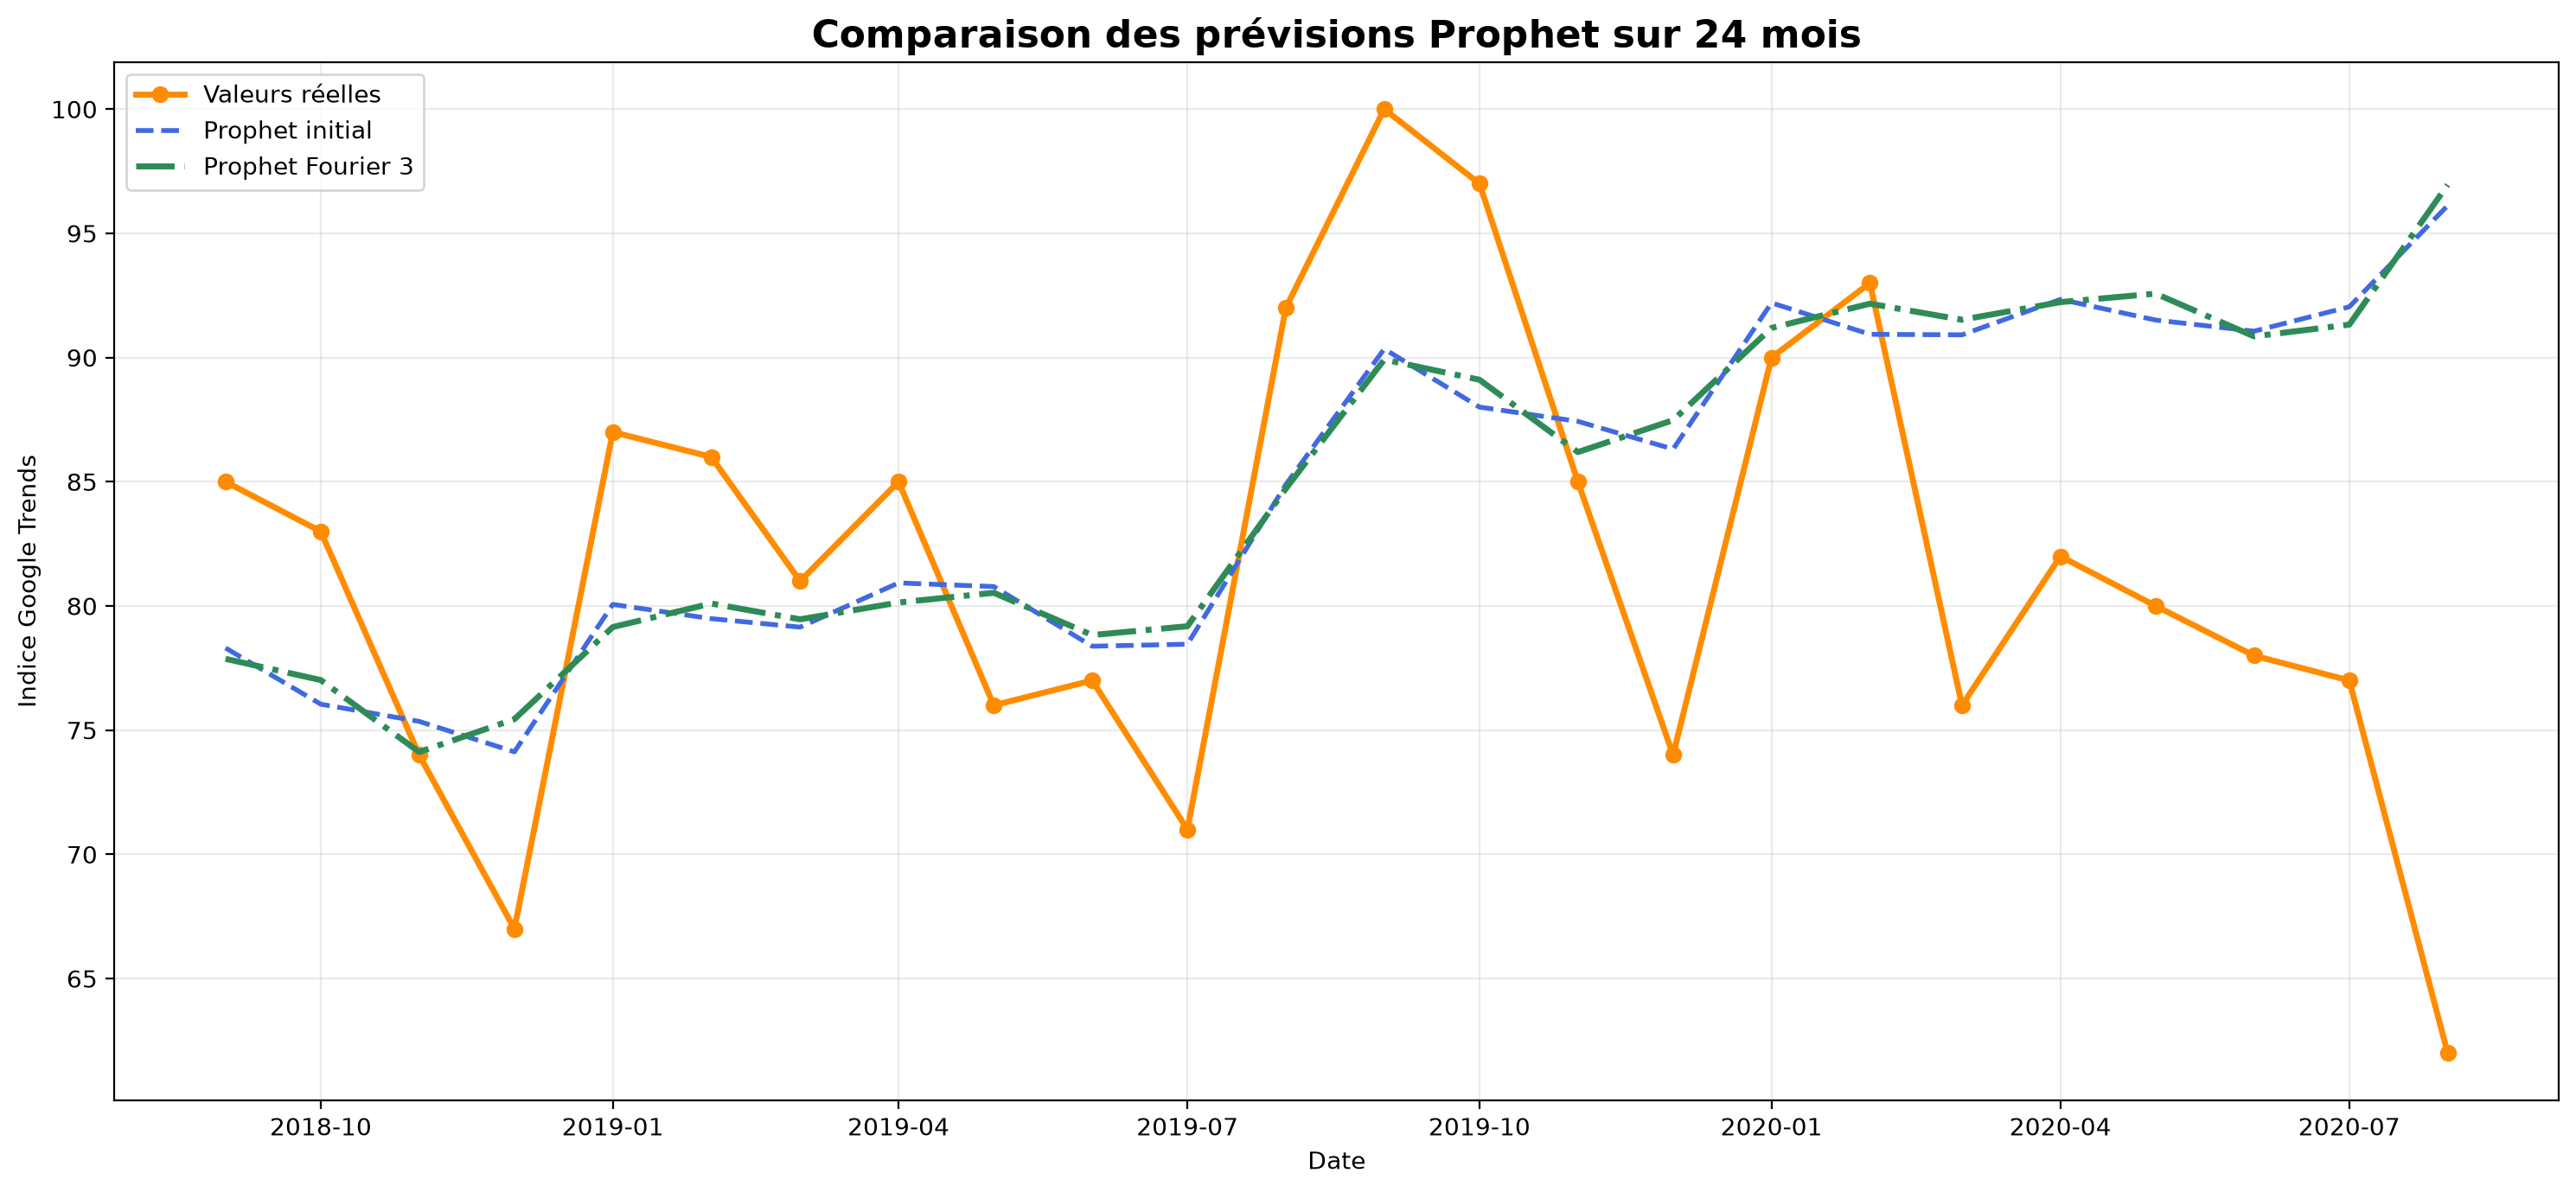 Comparaison des prévisions Prophet sur 24 mois
Valeurs réelles
Prophet initial
Prophet Fourier 3
Indice Google Trends
100
95
90
85
80
75
70
65
2018-10
2019-01
2019-04
2019-07
2019-10
2020-01
2020-04
2020-07
Date